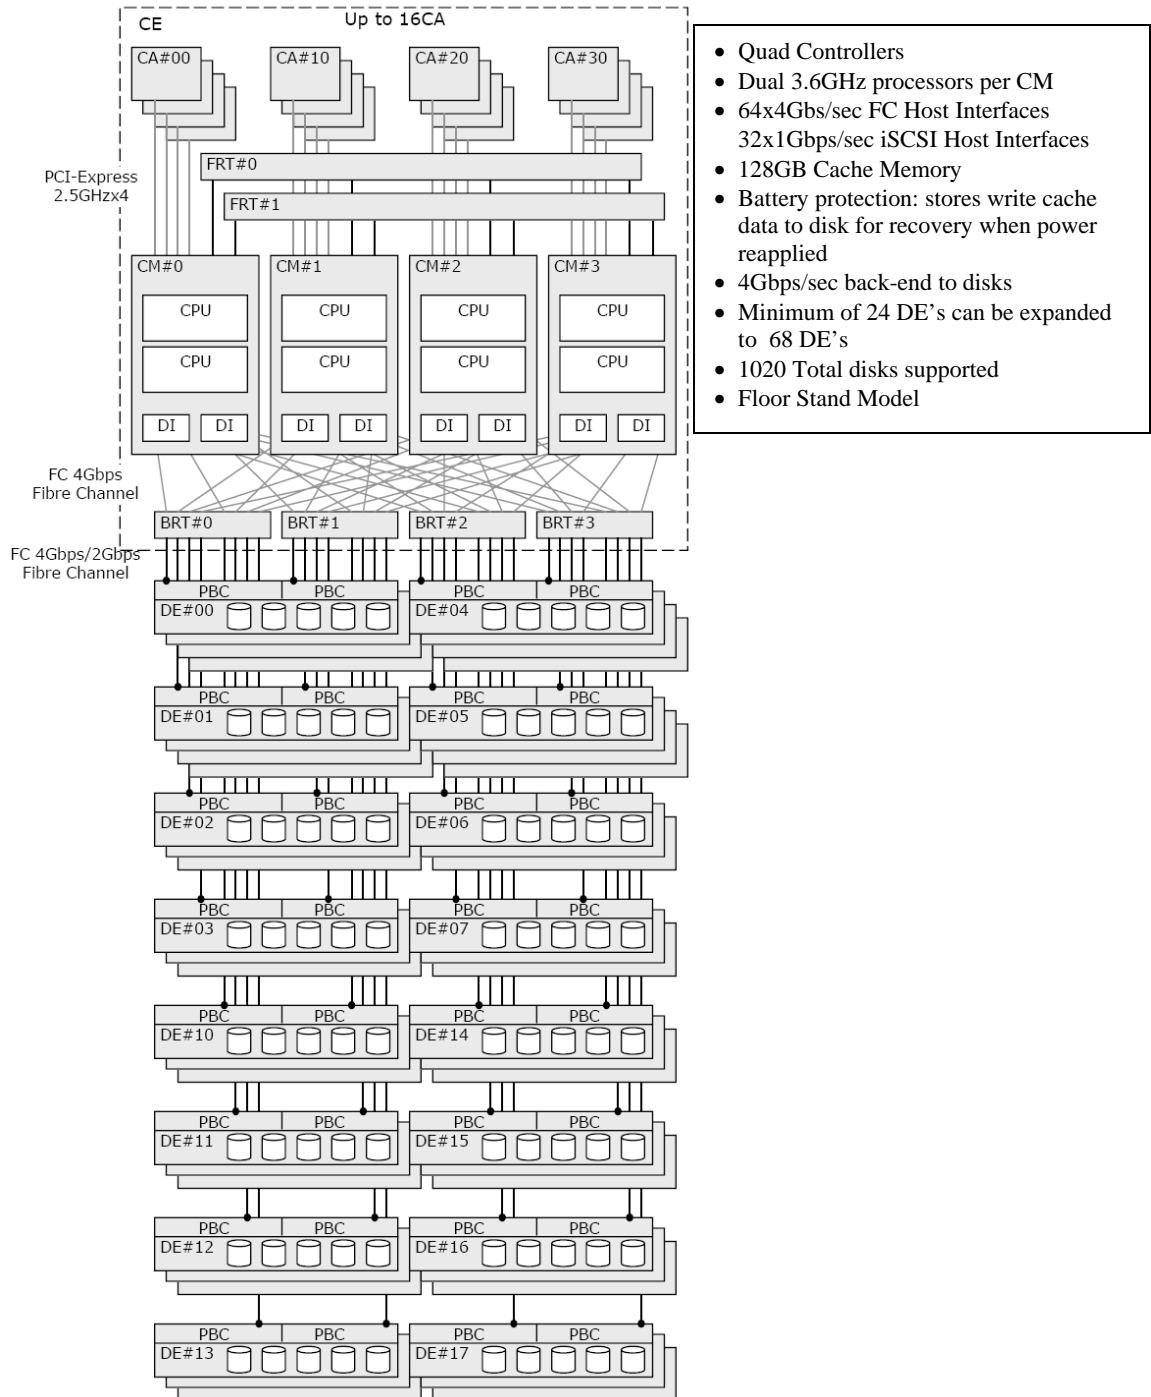 CE
Up to 16CA
CA#00
CA#10
CA#20
CA#30
FRT#0
PCI-Express
2.5GHzx4
FRT#1
CM#0
CM#1
CM#2
CM#3
CPU
CPU
CPU
CPU
CPU
CPU
CPU
CPU
DI
DI
DI
DI
DI
DI
DI
DI
FC 4Gbps
Fibre Channel
BRT#0
BRT#1
BRT#2
BRT#3
FC 4Gbps/2Gbps
Fibre Channel
PBC
PBC
PBC
PBC
DE#00
DE#04
PBC
PBC
PBC
PBC
DE#01
DE#05
PBC
PBC
PBC
PBC
DE#02
DE#06
PBC
PBC
PBC
PBC
DE#03
DE#07
PBC
PBC
PBC
PBC
DE#10
DE#14
PBC
PBC
PBC
PBC
DE#11
DE#15
PBC
PBC
PBC
PBC
DE#12
DE#16
PBC
PBC
PBC
PBC
DE#13
DE#17
• Quad Controllers
• Dual 3.6GHz processors per CM
• 64x4Gbs/sec FC Host Interfaces
32x1Gbps/sec iSCSI Host Interfaces
• 128GB Cache Memory
• Battery protection: stores write cache
data to disk for recovery when power
reapplied
• 4Gbps/sec back-end to disks
• Minimum of 24 DE’s can be expanded
to 68 DE’s
• 1020 Total disks supported
• Floor Stand Model